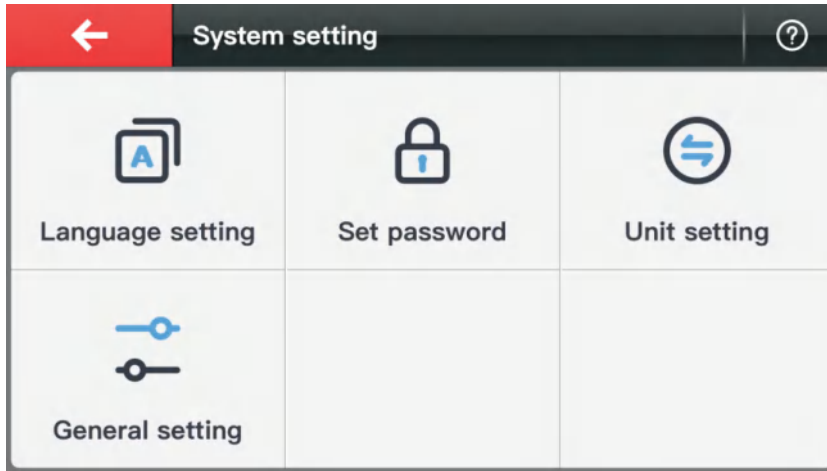 System setting
?
A
Language setting
Set password
Unit setting
General setting